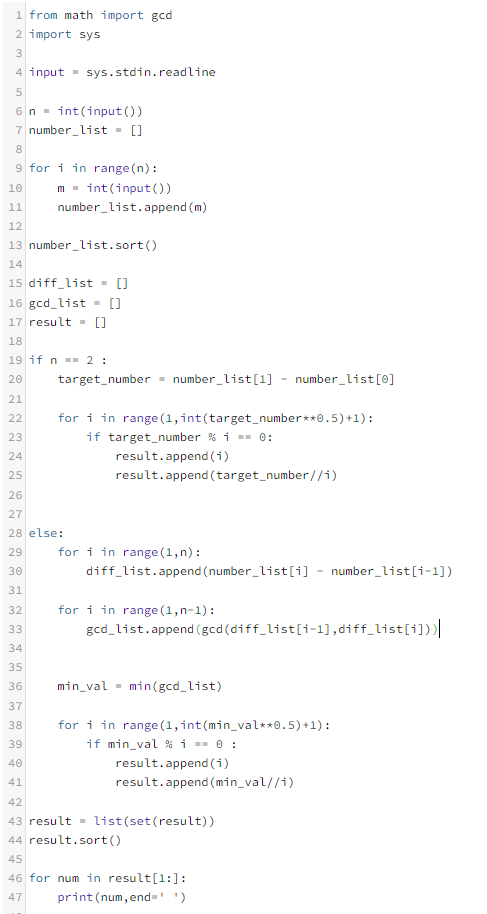 1 from math import gcd
2 import sys
3
4 input = sys.stdin.readline
5
6 n = int(input())
7 number_list = []
8
9 for i in range(n):
10     m = int(input())
11     number_list.append(m)
12
13 number_list.sort()
14
15 diff_list = []
16 gcd_list = []
17 result = []
18
19 if n == 2 :
20     target_number = number_list[1] - number_list[0]
21
22     for i in range(1,int(target_number**0.5)+1):
23         if target_number % i == 0:
24             result.append(i)
25             result.append(target_number//i)
26
27
28 else:
29     for i in range(1,n):
30         diff_list.append(number_list[i] - number_list[i-1])
31
32     for i in range(1,n-1):
33         gcd_list.append(gcd(diff_list[i-1],diff_list[i]))
34
35
36     min_val = min(gcd_list)
37
38     for i in range(1,int(min_val**0.5)+1):
39         if min_val % i == 0 :
40             result.append(i)
41             result.append(min_val//i)
42
43 result = list(set(result))
44 result.sort()
45
46 for num in result[1:]:
47     print(num,end=' ')